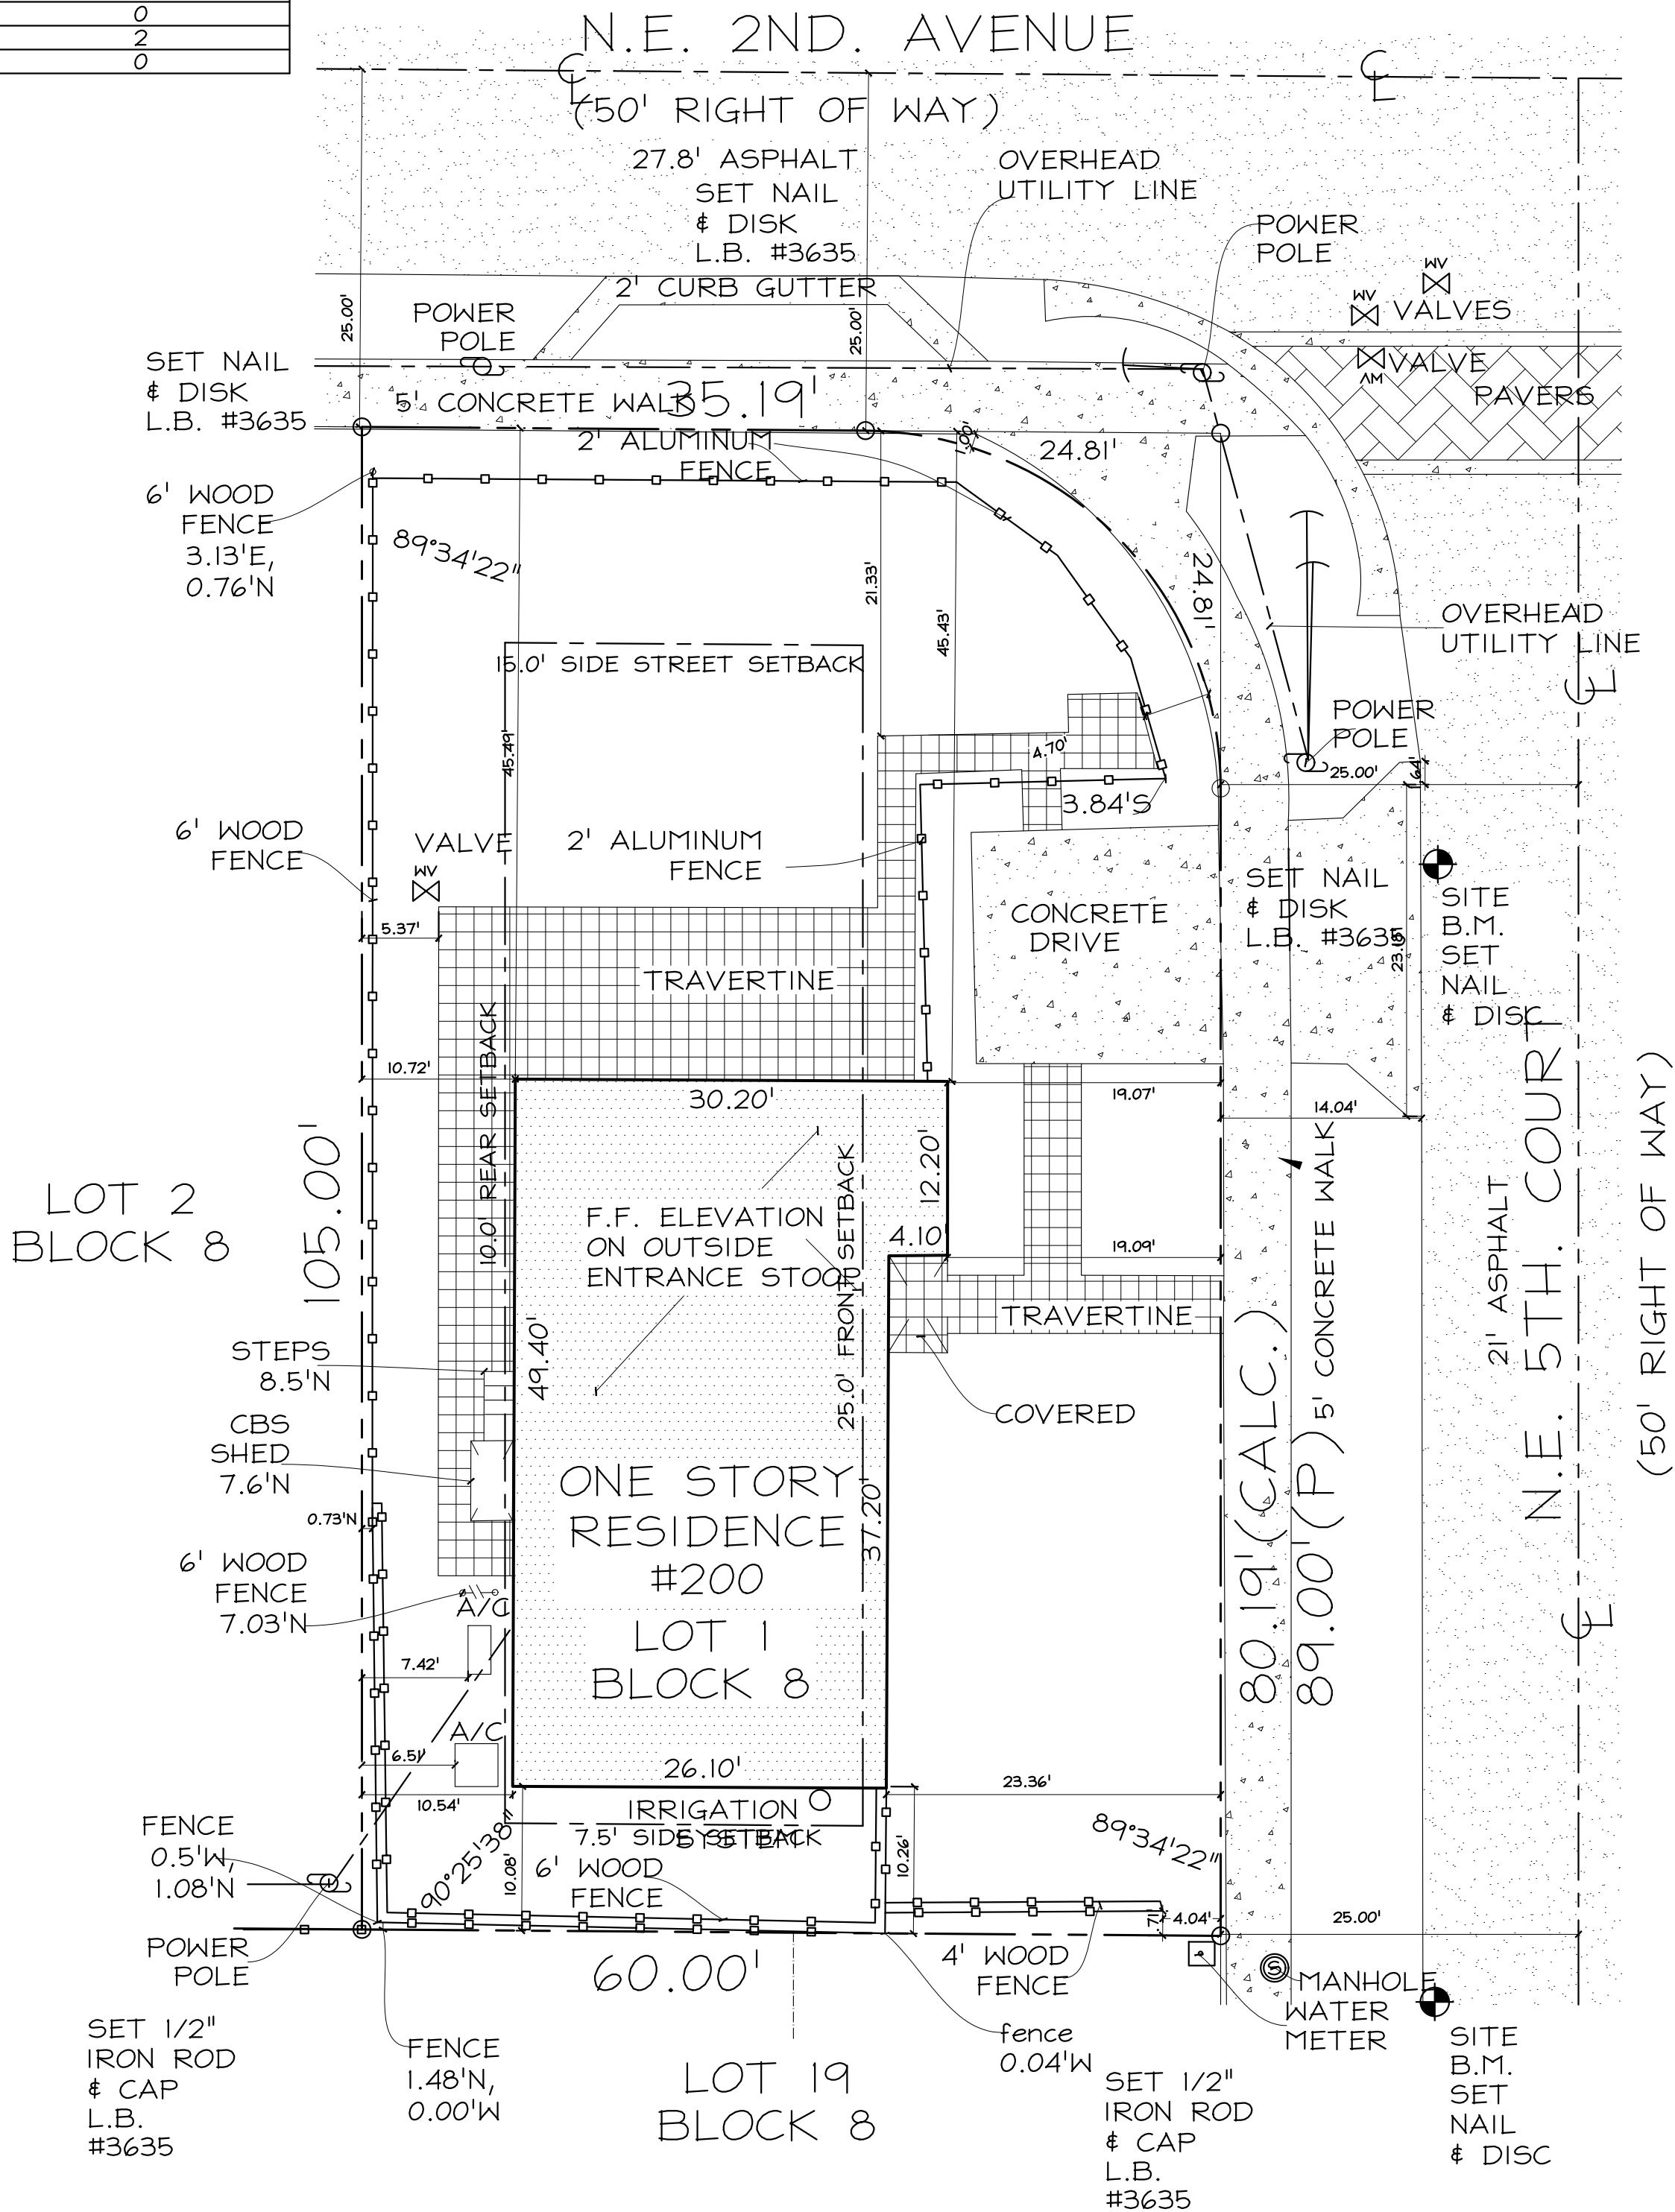 0
2
0
N.E. 2ND. AVENUE
(50' RIGHT OF WAY)
27.8' ASPHALT
SET NAIL
& DISK
L.B. #3635
OVERHEAD
UTILITY LINE
POWER
POLE
WV
WV
VALVES
2' CURB GUTTER
25.00'
25.00'
POWER
POLE
WV
VALVE
PAVERS
SET NAIL
& DISK
L.B. #3635
5' CONCRETE WALK
35.19'
2' ALUMINUM
FENCE
1.00'
24.81'
6' WOOD
FENCE
3.13'E,
0.76'N
89°34'22"
24.81'
21.33'
45.43'
OVERHEAD
UTILITY LINE
15.0' SIDE STREET SETBACK
45.49'
4.70'
POWER
POLE
25.00'
1.64'
3.84'S
6' WOOD
FENCE
VALVE
WV
2' ALUMINUM
FENCE
CONCRETE
DRIVE
SET NAIL
& DISK
L.B. #3635
23.18'
SITE
B.M.
SET
NAIL
& DISC
5.37'
TRAVERTINE
10.0' REAR SETBACK
10.72'
30.20'
19.07'
14.04'
LOT 2
BLOCK 8
105.00'
F.F. ELEVATION
ON OUTSIDE
ENTRANCE STOOP
12.20'
4.10'
19.09'
25.0' FRONT SETBACK
TRAVERTINE
5' CONCRETE WALK
21' ASPHALT
N.E. 5TH. COURT
(50' RIGHT OF WAY)
STEPS
8.5'N
49.40'
COVERED
CBS
SHED
7.6'N
80.19'(CALC.)
89.00'(P)
0.73'N
ONE STORY
RESIDENCE
#200
37.20'
6' WOOD
FENCE
7.03'N
A/C
LOT 1
BLOCK 8
7.42'
A/C
6.51'
26.10'
10.54'
23.36'
IRRIGATION
SYSTEM
7.5' SIDE SETBACK
FENCE
0.5'W,
1.08'N
90°25'38"
10.08'
6' WOOD
FENCE
10.26'
89°34'22"
POWER
POLE
60.00'
4' WOOD
FENCE
1.71'
4.04'
25.00'
MANHOLE
S
WATER
METER
SET 1/2"
IRON ROD
& CAP
L.B.
#3635
FENCE
1.48'N,
0.00'W
LOT 19
BLOCK 8
fence
0.04'W
SET 1/2"
IRON ROD
& CAP
L.B.
#3635
SITE
B.M.
SET
NAIL
& DISC